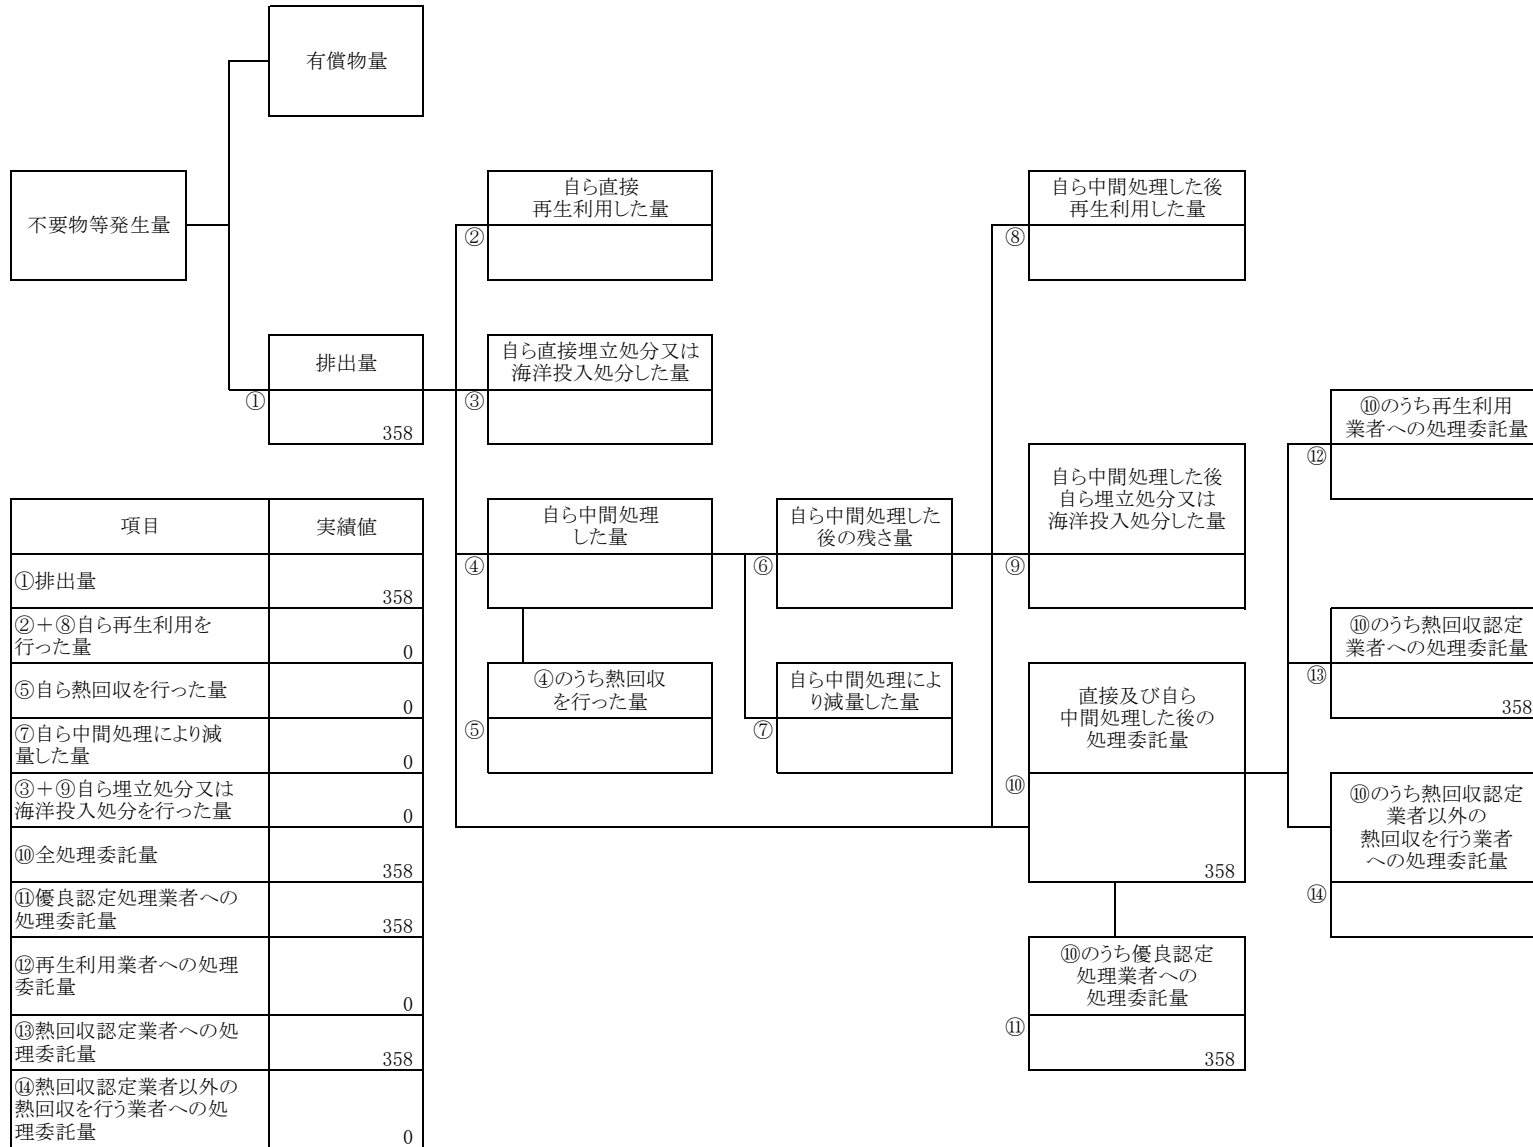 有償物量
不要物等発生量
自ら直接
再生利用した量
②
自ら中間処理した後
再生利用した量
⑧
排出量
①
358
自ら直接埋立処分又は
海洋投入処分した量
③
⑩のうち再生利用
業者への処理委託量
⑫
自ら中間処理
した量
④
自ら中間処理した
後の残さ量
⑥
自ら中間処理した後
自ら埋立処分又は
海洋投入処分した量
⑨
⑩のうち熱回収認定
業者への処理委託量
⑬
358
④のうち熱回収
を行った量
⑤
自ら中間処理によ
り減量した量
⑦
直接及び自ら
中間処理した後の
処理委託量
⑩
358
⑩のうち熱回収認定
業者以外の
熱回収を行う業者
への処理委託量
⑭
⑩のうち優良認定
処理業者への
処理委託量
⑪
358
項目 実績値
①排出量
358
②＋⑧自ら再生利用を
行った量
0
⑤自ら熱回収を行った量
0
⑦自ら中間処理により減
量した量
0
③＋⑨自ら埋立処分又は
海洋投入処分を行った量
0
⑩全処理委託量
358
⑪優良認定処理業者への
処理委託量
358
⑫再生利用業者への処理
委託量
0
⑬熱回収認定業者への処
理委託量
358
⑭熱回収認定業者以外の
熱回収を行う業者への処
理委託量
0